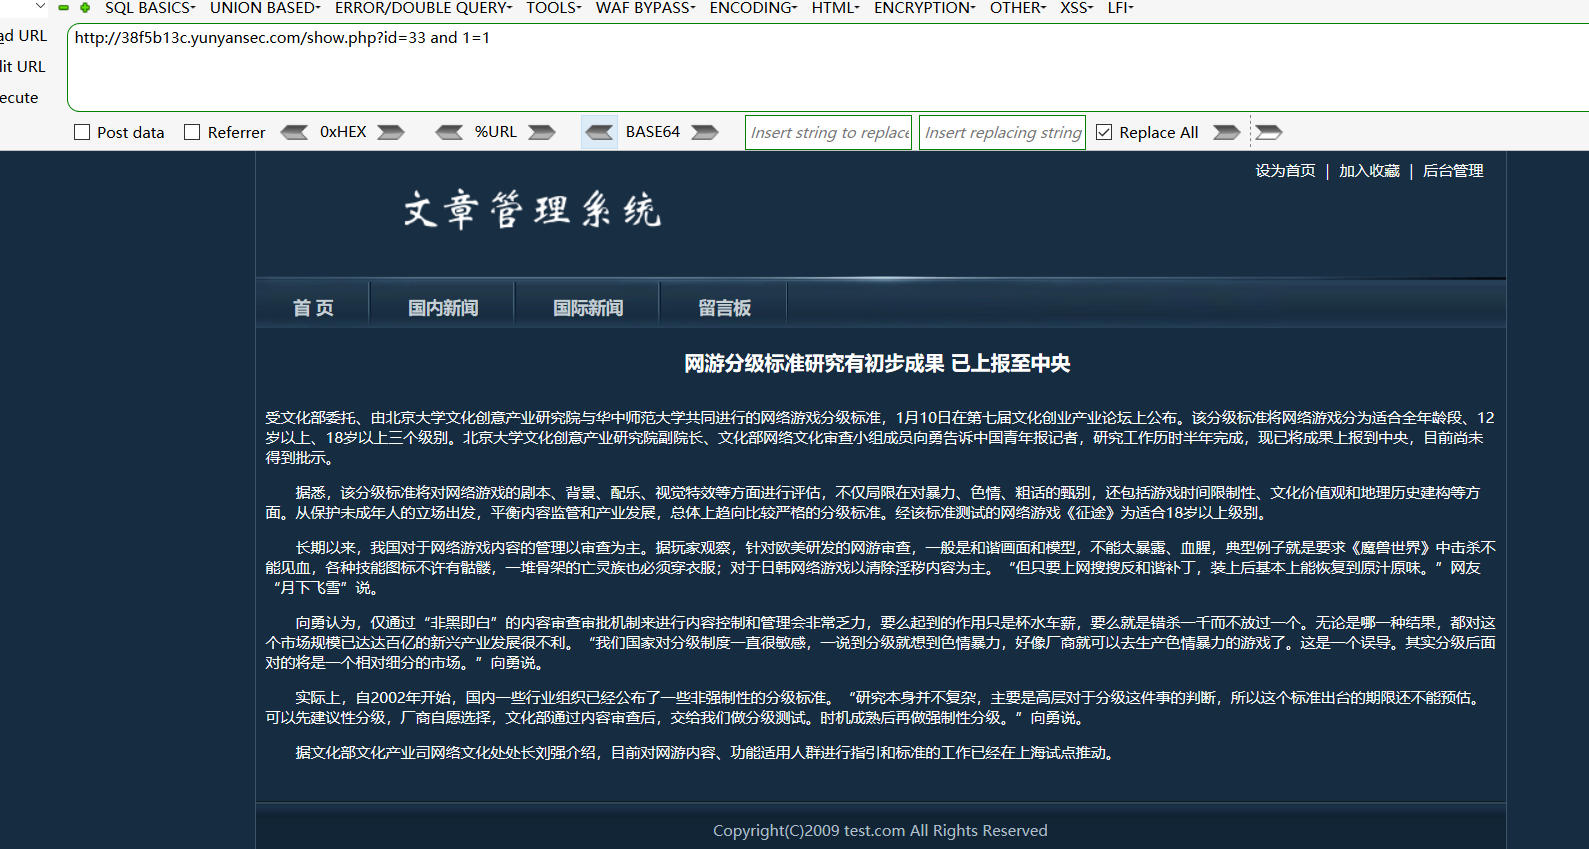 SQL BASICS UNION BASED ERROR/DOUBLE QUERY TOOLS WAF BYPASS ENCODING HTML ENCRYPTION OTHER XSS LFI
ad URL
http://38f5b13c.yunyansec.com/show.php?id=33 and 1=1
lit URL
ecute
Post data Referrer 0xHEX %URL BASE64 Insert string to replace Insert replacing string Replace All
设为首页 | 加入收藏 | 后台管理
文章管理系统
首 页 国内新闻 国际新闻 留言板
网游分级标准研究有初步成果 已上报至中央
受文化部委托、由北京大学文化创意产业研究院与华中师范大学共同进行的网络游戏分级标准，1月10日在第七届文化创业产业论坛上公布。该分级标准将网络游戏分为适合全年龄段、12
岁以上、18岁以上三个级别。北京大学文化创意产业研究院副院长、文化部网络文化审查小组成员向勇告诉中国青年报记者，研究工作历时半年完成，现已将成果上报到中央，目前尚未
得到批示。
据悉，该分级标准将对网络游戏的剧本、背景、配乐、视觉特效等方面进行评估，不仅局限在对暴力、色情、粗话的甄别，还包括游戏时间限制性、文化价值观和地理历史建构等方
面。从保护未成年人的立场出发，平衡内容监管和产业发展，总体上趋向比较严格的分级标准。经该标准测试的网络游戏《征途》为适合18岁以上级别。
长期以来，我国对于网络游戏内容的管理以审查为主。据玩家观察，针对欧美研发的网游审查，一般是和谐画面和模型，不能太暴露、血腥，典型例子就是要求《魔兽世界》中击杀不
能见血，各种技能图标不许有骷髅，一堆骨架的亡灵族也必须穿衣服；对于日韩网络游戏以清除淫秽内容为主。“但只要上网搜搜反和谐补丁，装上后基本上能恢复到原汁原味。”网友
“月下飞雪”说。
向勇认为，仅通过“非黑即白”的内容审查审批机制来进行内容控制和管理会非常乏力，要么起到的作用只是杯水车薪，要么就是错杀一千而不放过一个。无论是哪一种结果，都对这
个市场规模已达达百亿的新兴产业发展很不利。“我们国家对分级制度一直很敏感，一说到分级就想到色情暴力，好像厂商就可以去生产色情暴力的游戏了。这是一个误导。其实分级后面
对的将是一个相对细分的市场。”向勇说。
实际上，自2002年开始，国内一些行业组织已经公布了一些非强制性的分级标准。“研究本身并不复杂，主要是高层对于分级这件事的判断，所以这个标准出台的期限还不能预估。
可以先建议性分级，厂商自愿选择，文化部通过内容审查后，交给我们做分级测试。时机成熟后再做强制性分级。”向勇说。
据文化部文化产业司网络文化处处长刘强介绍，目前对网游内容、功能适用人群进行指引和标准的工作已经在上海试点推动。
Copyright(C)2009 test.com All Rights Reserved